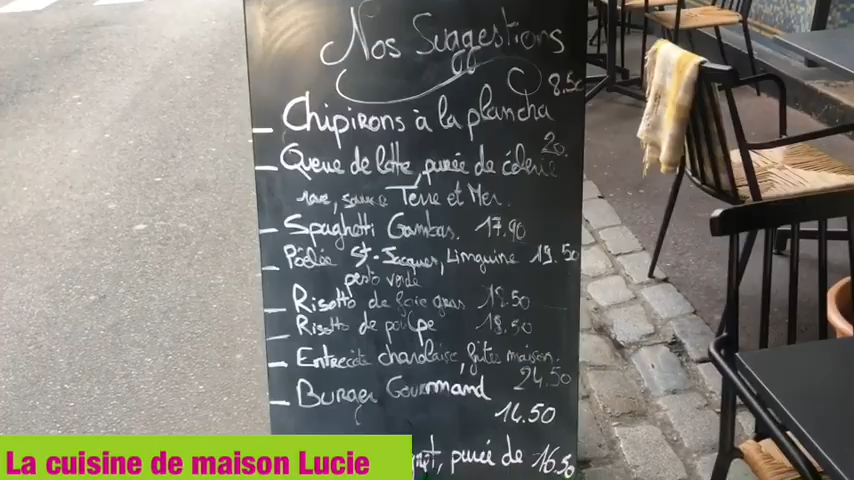 Nos Suggestions
8.50
- Chipirons à la plancha
20.
- Queue de lotte, purée de céleri
rave, sauce Terre et Mer.
- Spaghetti Gambas. 17.90
- Pöêlée St-Jacques, Linguine 19.50
pesto verde
- Risotto de foie gras 18.50
- Risotto de poulpe 18.50
- Entrecôte charolaise, frites maison.
24.50
- Burger Gourmand
14.50
purée de 16.50
La cuisine de maison Lucie